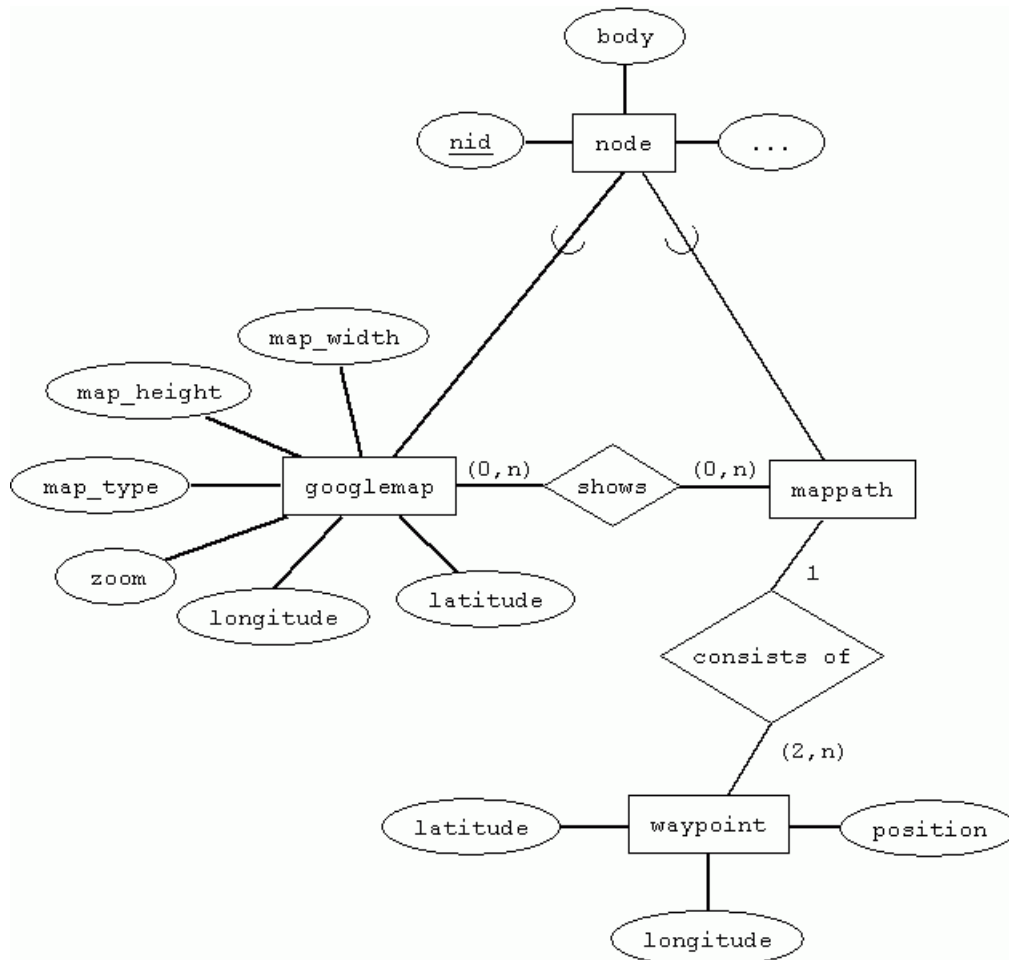 body
nid
node
...
map_width
map_height
(0,n)
(0,n)
map_type
googlemap
shows
mappath
zoom
longitude
latitude
1
consists of
(2,n)
latitude
waypoint
position
longitude